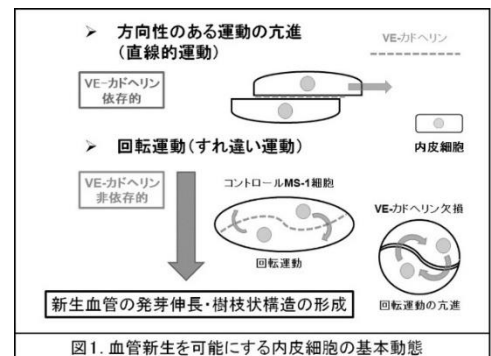 ➢ 方向性のある運動の亢進
(直線的運動)
VE-カドヘリン
VE-カドヘリン
依存的
内皮細胞
➢ 回転運動(すれ違い運動)
VE-カドヘリン
非依存的
コントロールMS-1細胞
回転運動
VE-カドヘリン欠損
回転運動の亢進
新生血管の発芽伸長・樹枝状構造の形成
図1. 血管新生を可能にする内皮細胞の基本動態